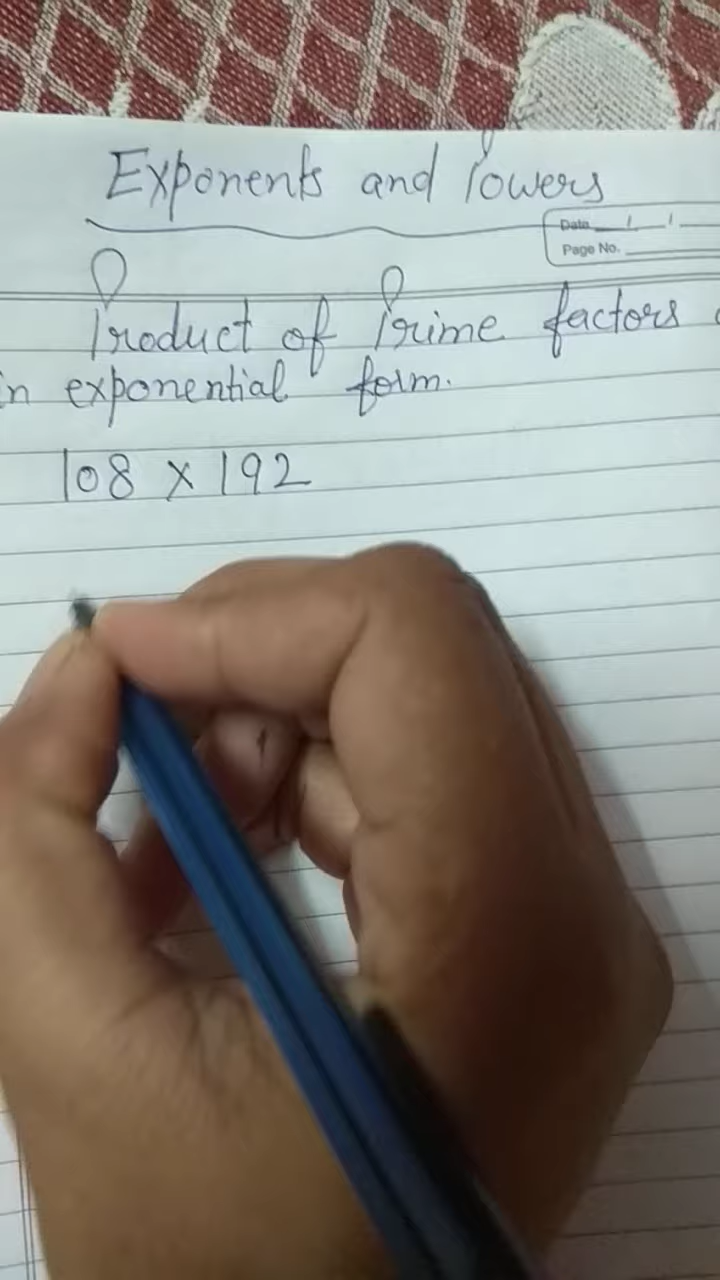 Exponents and Powers
Date / /
Page No.
Product of Prime factors
in exponential form.
108 × 192